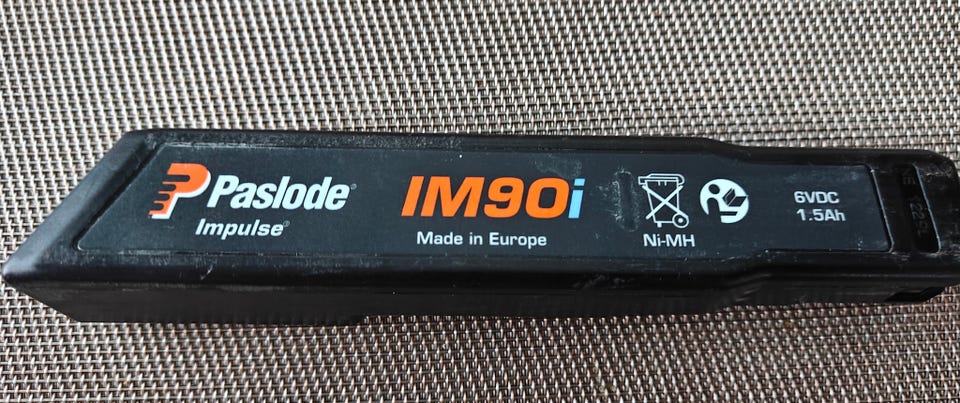 Paslode®
Impulse®
IM90i
Made in Europe
Ni-MH
6VDC
1.5Ah